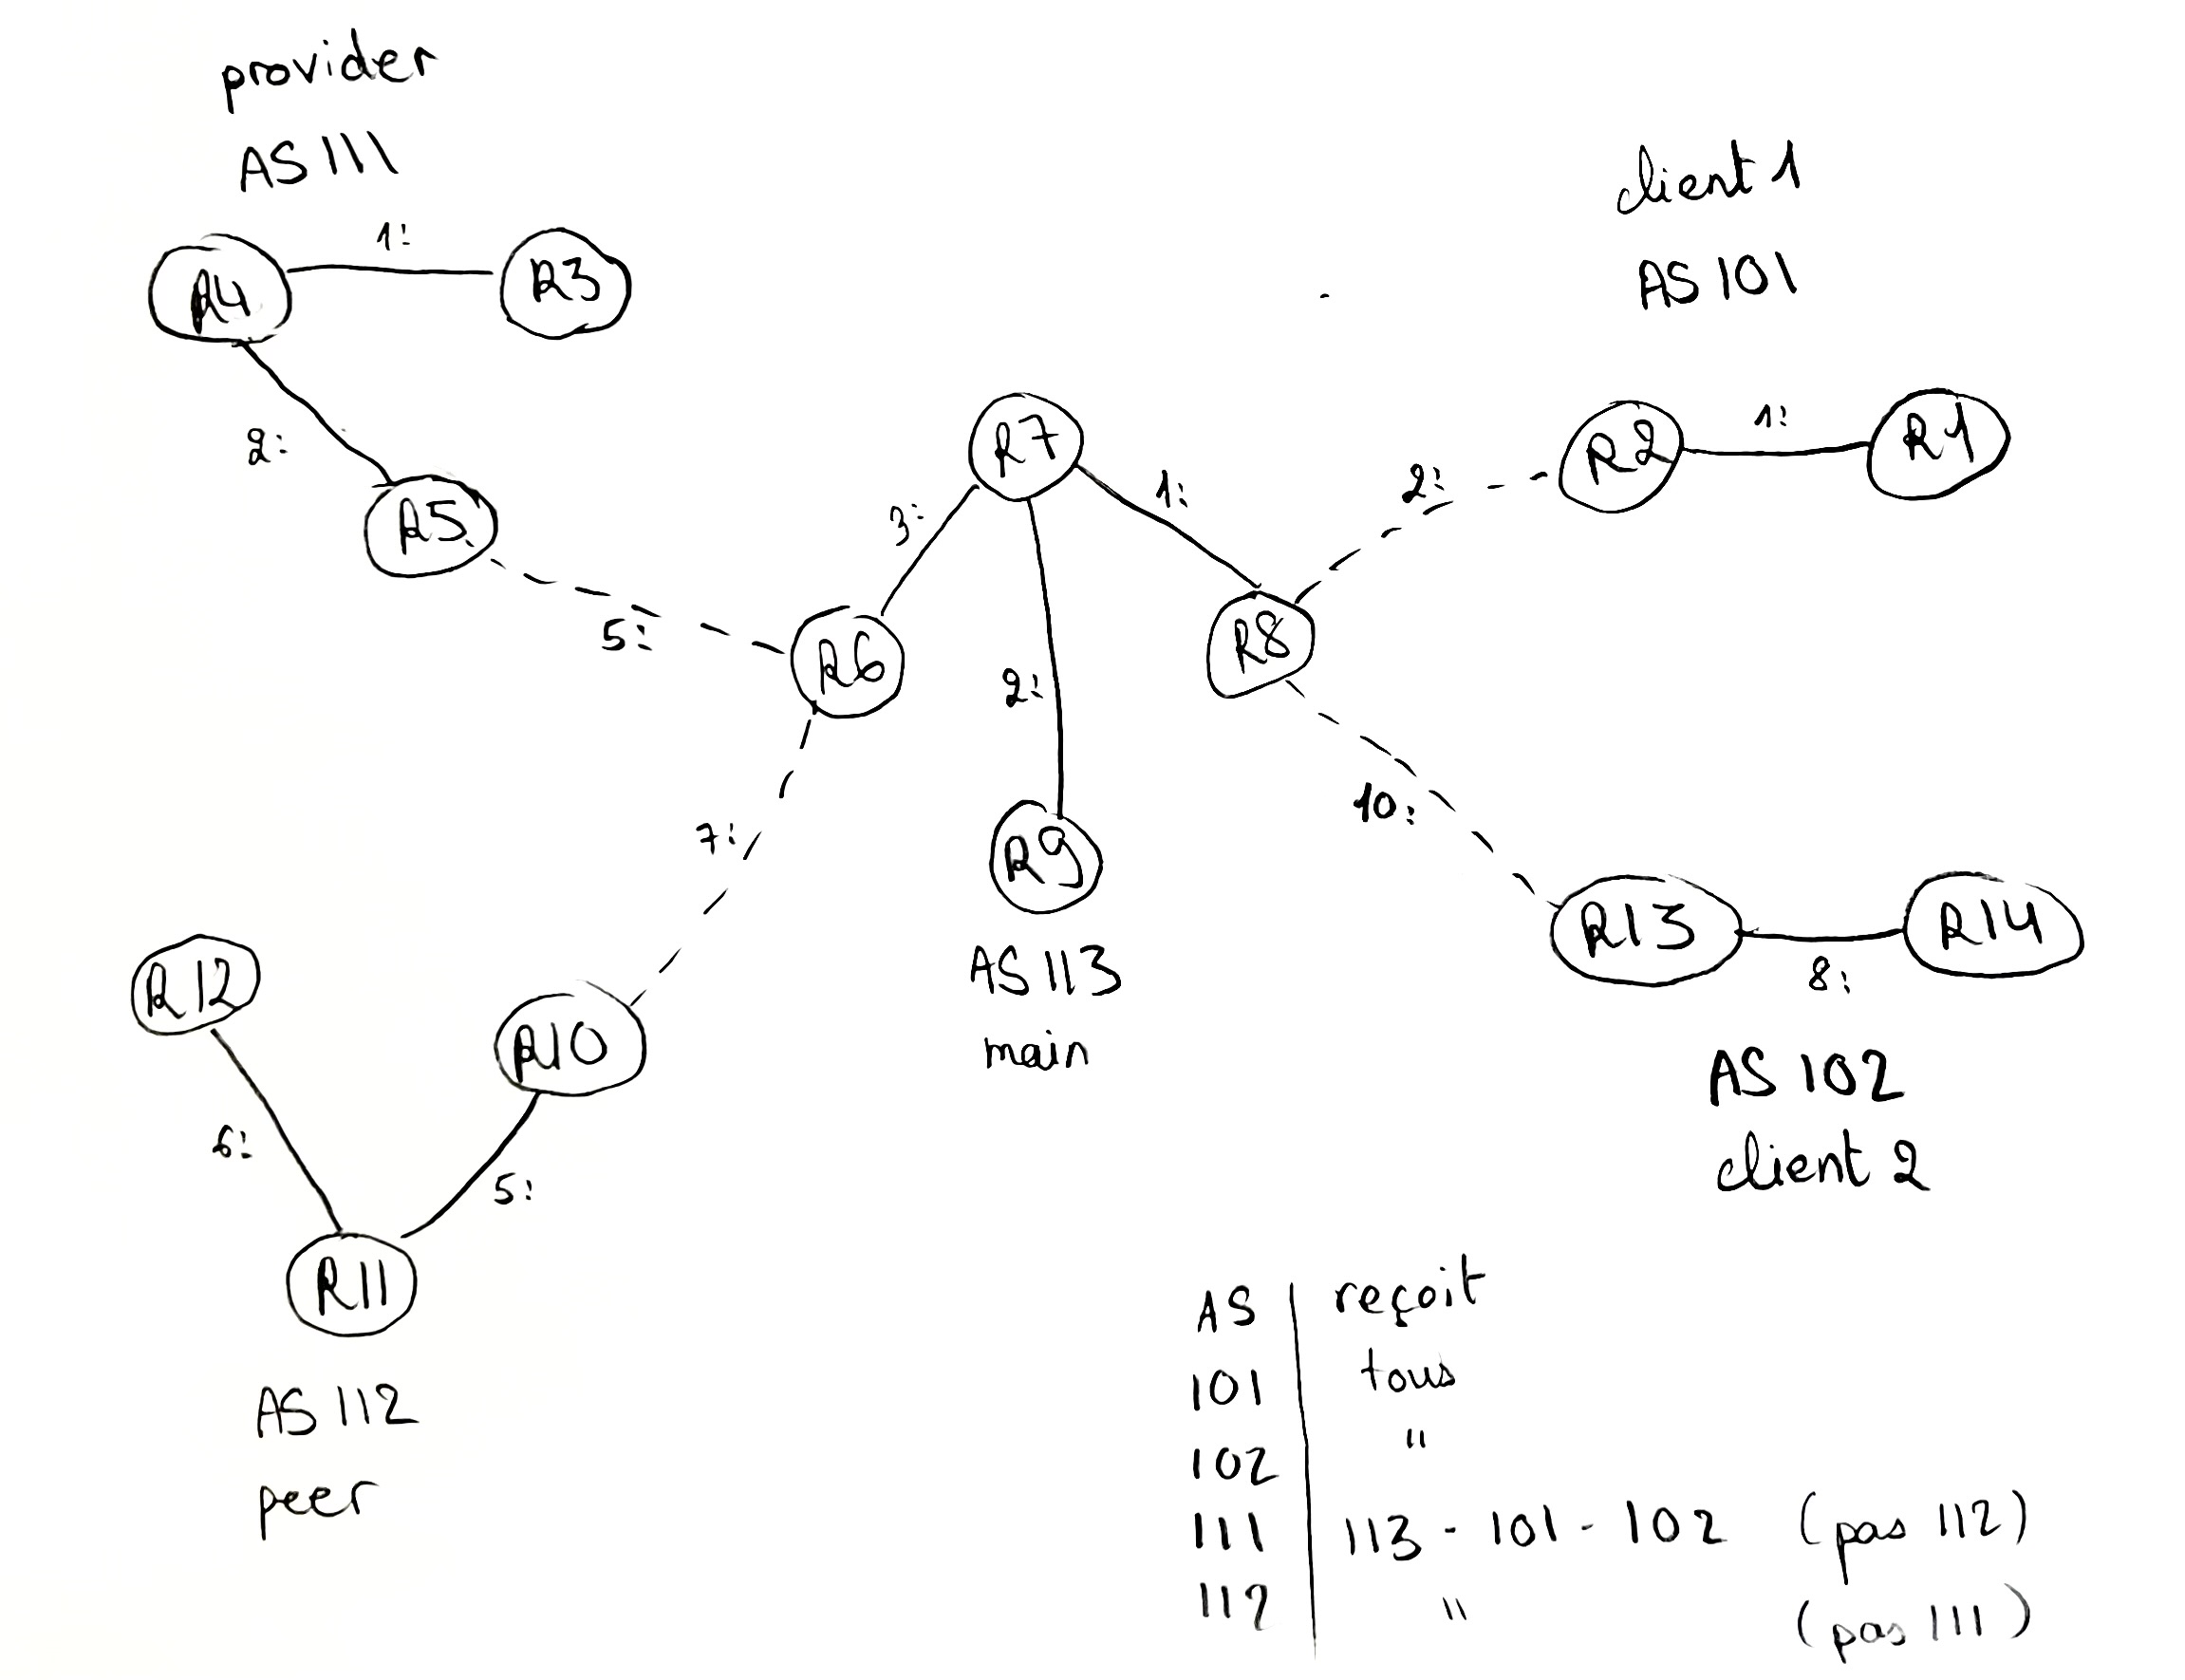 provider
AS 111
R4
1:
R3
2:
R5
5:
client 1
AS 101
R7
3:
1:
2:
R2
1:
R1
2:
R6
R8
R9
AS 113
main
7:
10:
R13
R14
8:
AS 102
client 2
R12
R10
6:
5:
R11
AS 112
peer
AS reçoit
101 tous
102 "
111 113 - 101 - 102 (pas 112)
112 " (pas 111)